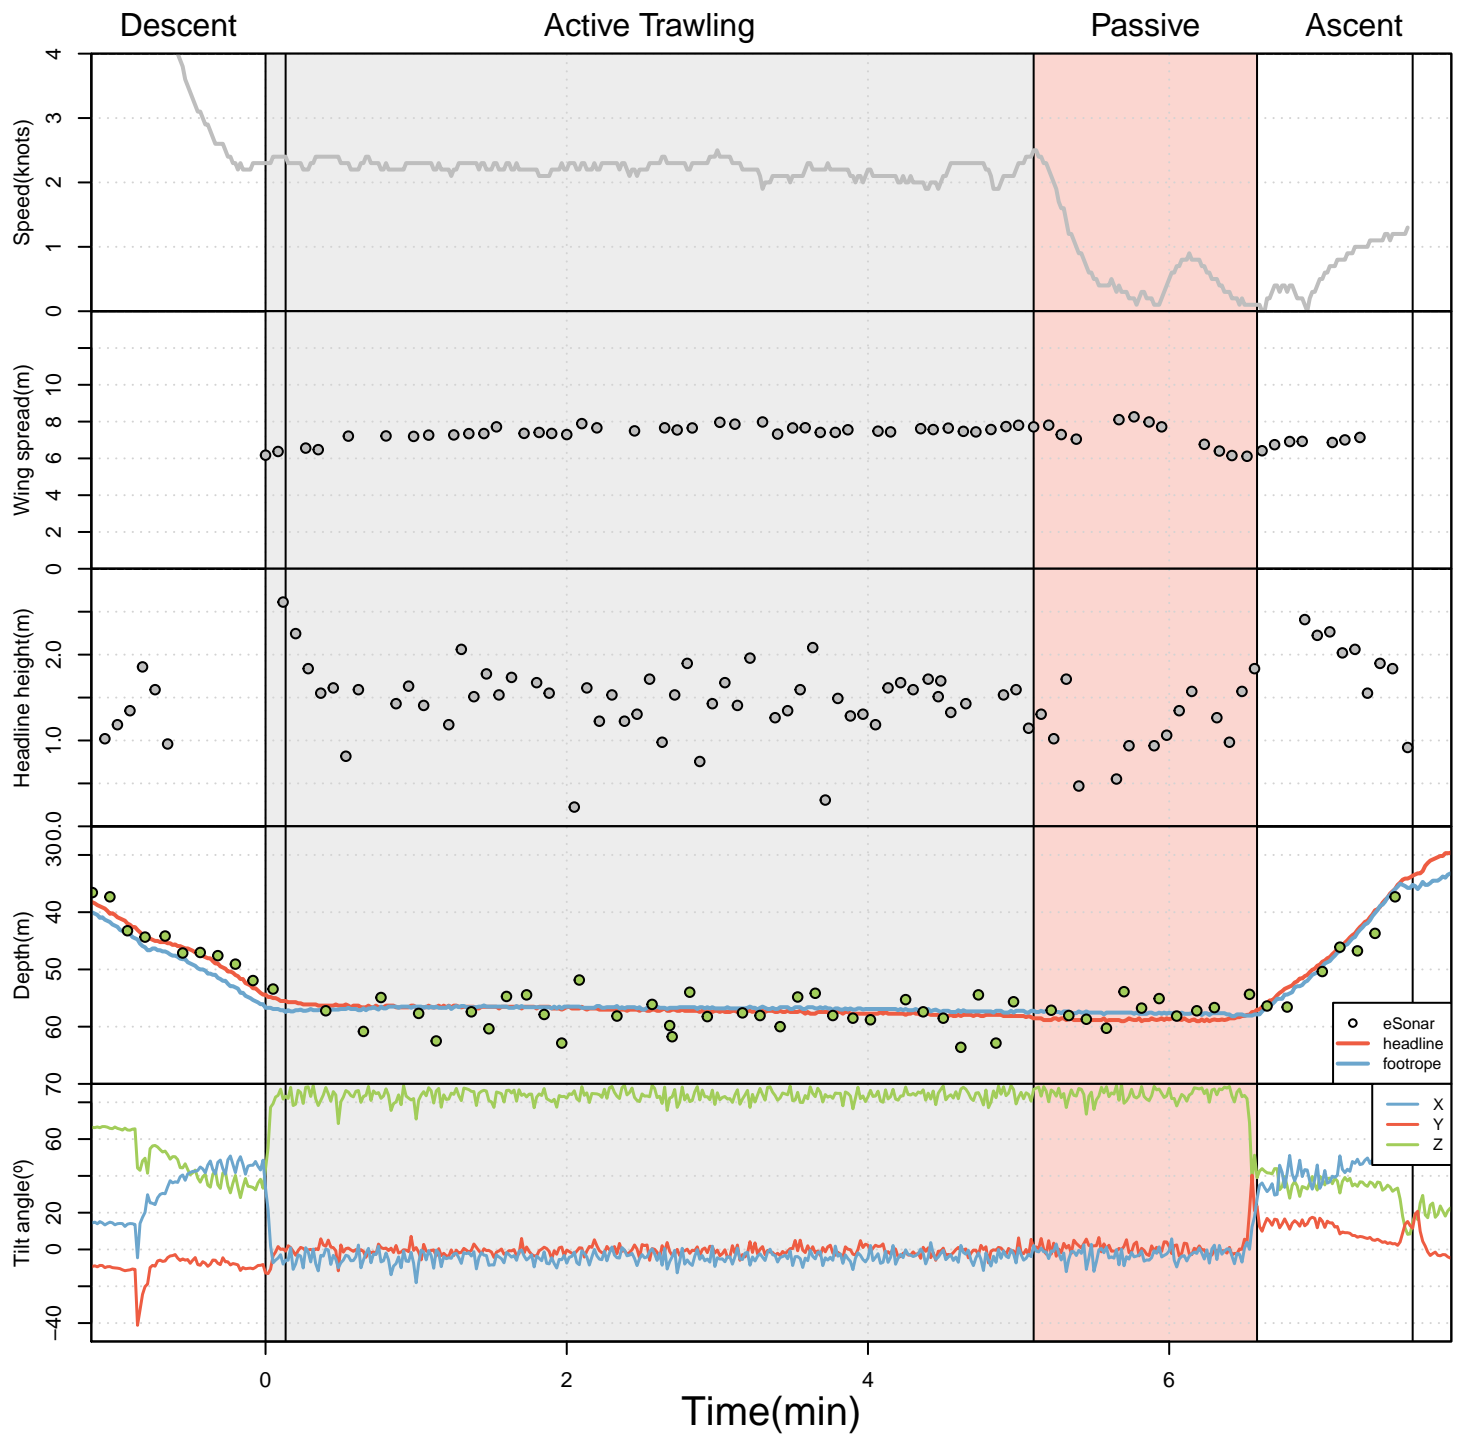 Descent Active Trawling Passive Ascent
Speed(knots)
4
3
2
1
0
Wing spread(m)
10
8
6
4
2
0
Headline height(m)
2.0
1.0
0.0
Depth(m)
30
40
50
60
70
eSonar
headline
footrope
Tilt angle(º)
60
20
0
−40
X
Y
Z
0 2 4 6
Time(min)